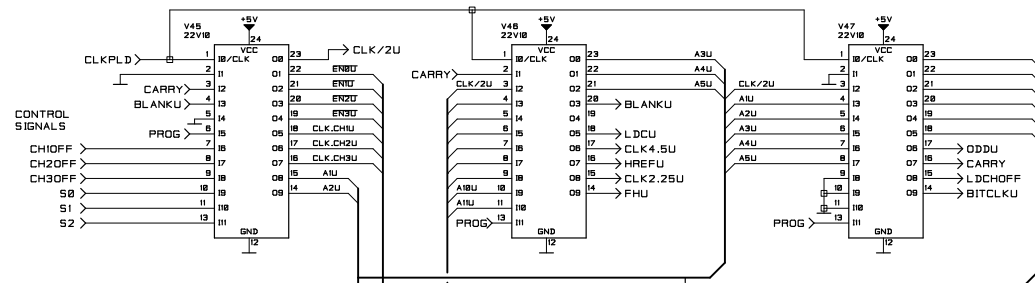 +5V +5V +5V
V45 22V10 24 VCC V46 22V10 24 VCC V47 22V10 24 VCC
CLKPLD 1 I0/CLK O0 23 CLK/2U
2 I1 O1 22 EN0U
CARRY 3 I2 O2 21 EN1U
BLANKU 4 I3 O3 20 EN2U
5 I4 O4 19 EN3U
CONTROL
SIGNALS
PROG 6 I5 O5 18 CLK.CH1U
CH1OFF 7 I6 O6 17 CLK.CH2U
CH2OFF 8 I7 O7 16 CLK.CH3U
CH3OFF 9 I8 O8 15 A1U
S0 10 I9 O9 14 A2U
S1 11 I10
S2 13 I11
GND
12
1 I0/CLK O0 23 A3U
CARRY 2 I1 O1 22 A4U
CLK/2U 3 I2 O2 21 A5U
4 I3 O3 20 BLANKU
5 I4 O4 19
6 I5 O5 18 LDCU
7 I6 O6 17 CLK4.5U
8 I7 O7 16 HREFU
9 I8 O8 15 CLK2.25U
A10U 10 I9 O9 14 FHU
A11U 11 I10
PROG 13 I11
GND
12
1 I0/CLK O0 23
2 I1 O1 22
CLK/2U 3 I2 O2 21
A1U 4 I3 O3 20
A2U 5 I4 O4 19
A3U 6 I5 O5 18
A4U 7 I6 O6 17 ODDU
A5U 8 I7 O7 16 CARRY
9 I8 O8 15 LDCHOFF
10 I9 O9 14 BITCLKU
11 I10
PROG 13 I11
GND
12